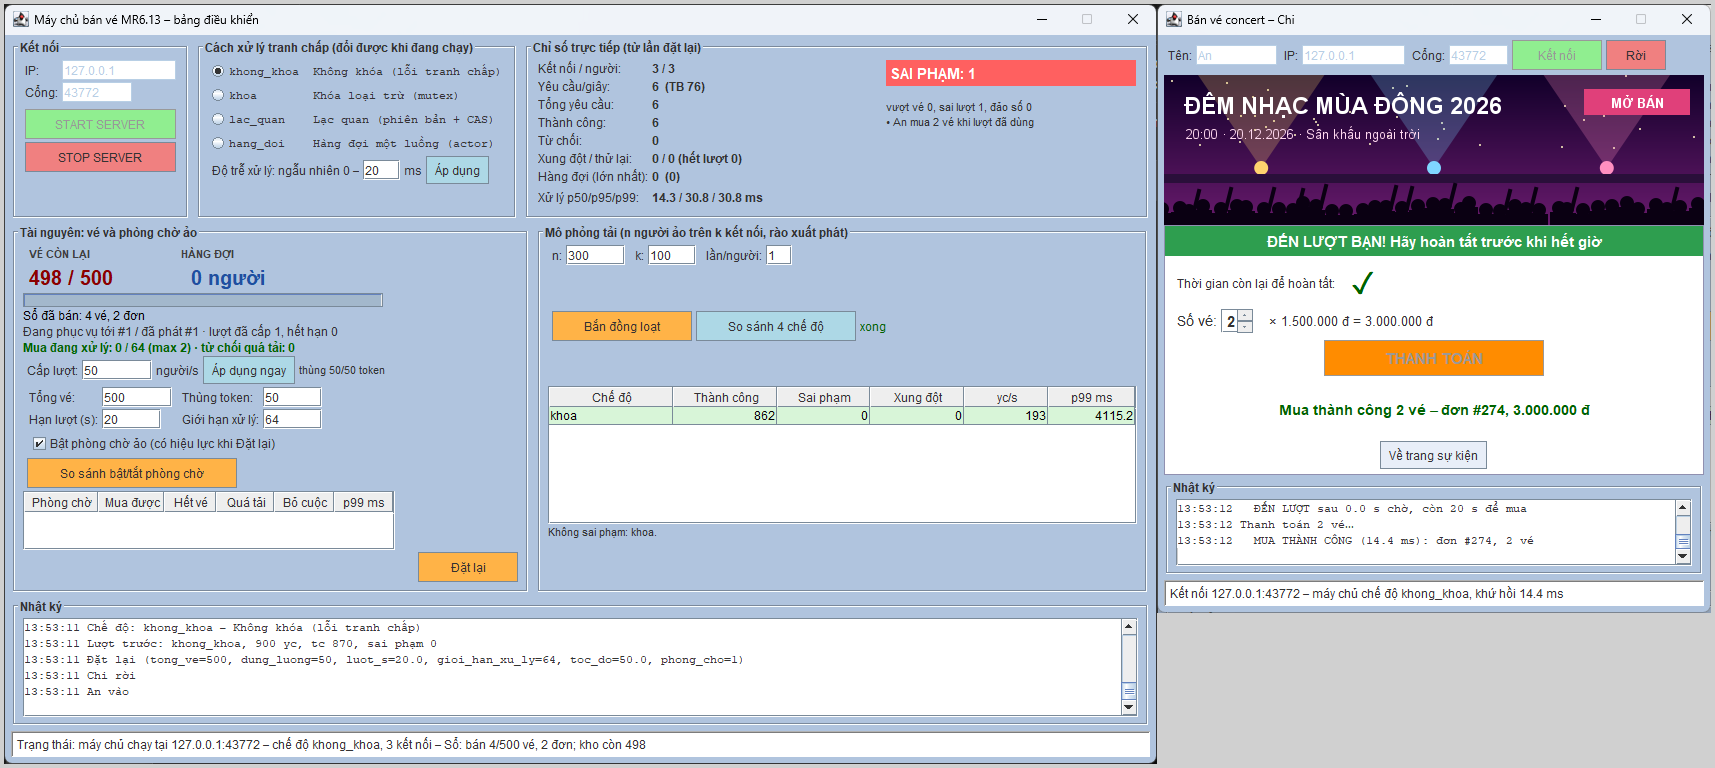 Máy chủ bán vé MR6.13 – bảng điều khiển
Kết nối
IP: 127.0.0.1
Cổng: 43772
START SERVER
STOP SERVER
Cách xử lý tranh chấp (đổi được khi đang chạy)
khong_khoa Không khóa (lỗi tranh chấp)
khoa Khóa loại trừ (mutex)
lac_quan Lạc quan (phiên bản + CAS)
hang_doi Hàng đợi một luồng (actor)
Độ trễ xử lý: ngẫu nhiên 0 – 20 ms Áp dụng
Chỉ số trực tiếp (từ lần đặt lại)
Kết nối / người: 3 / 3
Yêu cầu/giây: 6 (TB 76)
Tổng yêu cầu: 6
Thành công: 6
Từ chối: 0
Xung đột / thử lại: 0 / 0 (hết lượt 0)
Hàng đợi (lớn nhất): 0 (0)
Xử lý p50/p95/p99: 14.3 / 30.8 / 30.8 ms
SAI PHẠM: 1
vượt vé 0, sai lượt 1, đảo số 0
• An mua 2 vé khi lượt đã dùng
Tài nguyên: vé và phòng chờ ảo
VÉ CÒN LẠI HÀNG ĐỢI
498 / 500 0 người
Sổ đã bán: 4 vé, 2 đơn
Đang phục vụ tới #1 / đã phát #1 · lượt đã cấp 1, hết hạn 0
Mua đang xử lý: 0 / 64 (max 2) · từ chối quá tải: 0
Cấp lượt: 50 người/s Áp dụng ngay thùng 50/50 token
Tổng vé: 500 Thùng token: 50
Hạn lượt (s): 20 Giới hạn xử lý: 64
Bật phòng chờ ảo (có hiệu lực khi Đặt lại)
So sánh bật/tắt phòng chờ
Phòng chờ Mua được Hết vé Quá tải Bỏ cuộc p99 ms
Đặt lại
Mô phỏng tải (n người ảo trên k kết nối, rào xuất phát)
n: 300 k: 100 lần/người: 1
Bắn đồng loạt So sánh 4 chế độ xong
Chế độ Thành công Sai phạm Xung đột yc/s p99 ms
khoa 862 0 0 193 4115.2
Không sai phạm: khoa.
Nhật ký
13:53:11 Chế độ: khong_khoa – Không khóa (lỗi tranh chấp)
13:53:11 Lượt trước: khong_khoa, 900 yc, tc 870, sai phạm 0
13:53:11 Đặt lại (tong_ve=500, dung_luong=50, luot_s=20.0, gioi_han_xu_ly=64, toc_do=50.0, phong_cho=1)
13:53:11 Chi rời
13:53:11 An vào
Trạng thái: máy chủ chạy tại 127.0.0.1:43772 – chế độ khong_khoa, 3 kết nối – Sổ: bán 4/500 vé, 2 đơn; kho còn 498
Bán vé concert – Chi
Tên: An IP: 127.0.0.1 Cổng: 43772 Kết nối Rời
ĐÊM NHẠC MÙA ĐÔNG 2026
MỞ BÁN
20:00 · 20.12.2026 · Sân khấu ngoài trời
ĐẾN LƯỢT BẠN! Hãy hoàn tất trước khi hết giờ
Thời gian còn lại để hoàn tất: ✓
Số vé: 2 × 1.500.000 đ = 3.000.000 đ
THANH TOÁN
Mua thành công 2 vé – đơn #274, 3.000.000 đ
Về trang sự kiện
Nhật ký
13:53:12 ĐẾN LƯỢT sau 0.0 s chờ, còn 20 s để mua
13:53:12 Thanh toán 2 vé…
13:53:12 MUA THÀNH CÔNG (14.4 ms): đơn #274, 2 vé
Kết nối 127.0.0.1:43772 – máy chủ chế độ khong_khoa, khứ hồi 14.4 ms